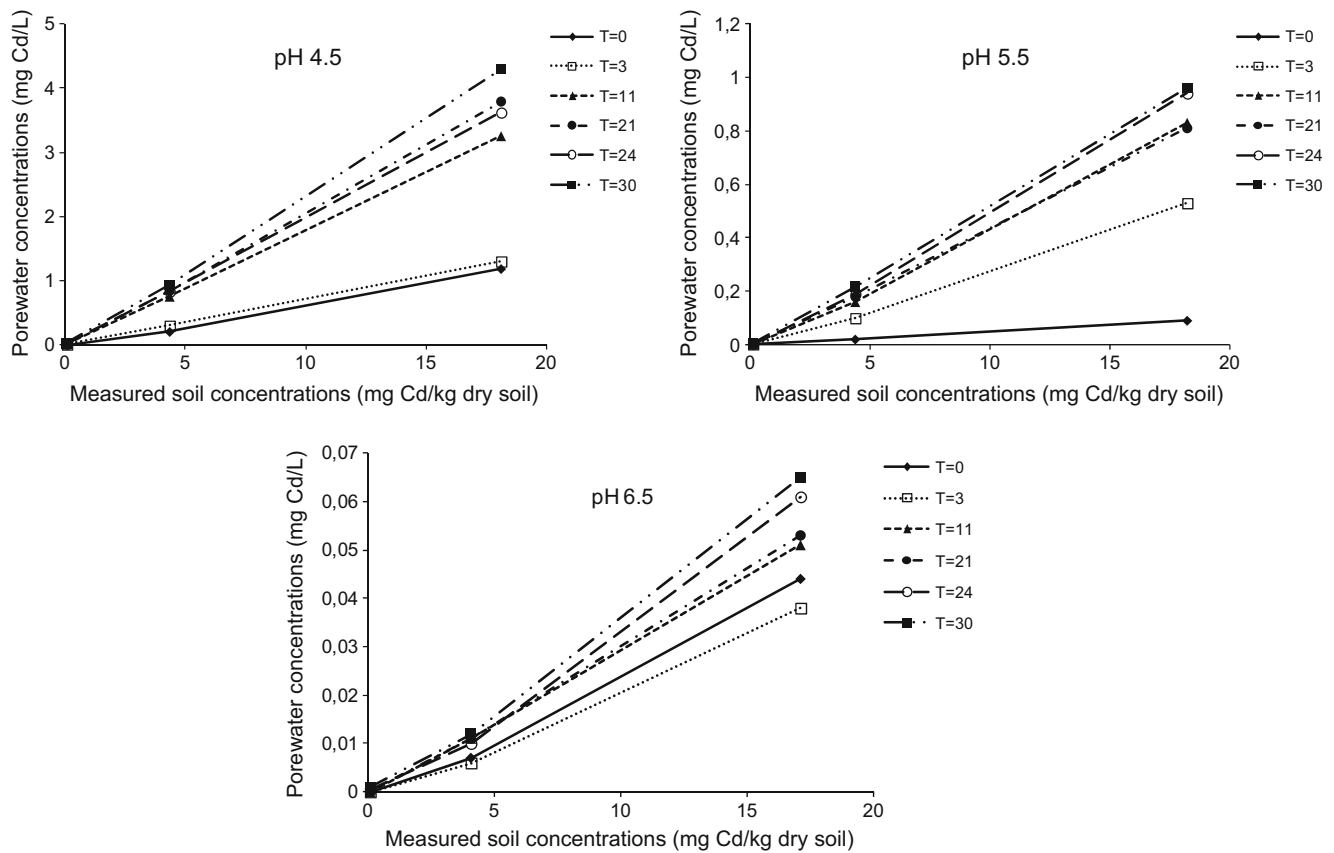 pH 4.5
Porewater concentrations (mg Cd/L)
5
4
3
2
1
0
0
5
10
15
20
Measured soil concentrations (mg Cd/kg dry soil)
T=0
T=3
T=11
T=21
T=24
T=30
pH 5.5
Porewater concentrations (mg Cd/L)
1,2
1
0,8
0,6
0,4
0,2
0
0
5
10
15
20
Measured soil concentrations (mg Cd/kg dry soil)
T=0
T=3
T=11
T=21
T=24
T=30
pH 6.5
Porewater concentrations (mg Cd/L)
0,07
0,06
0,05
0,04
0,03
0,02
0,01
0
0
5
10
15
20
Measured soil concentrations (mg Cd/kg dry soil)
T=0
T=3
T=11
T=21
T=24
T=30